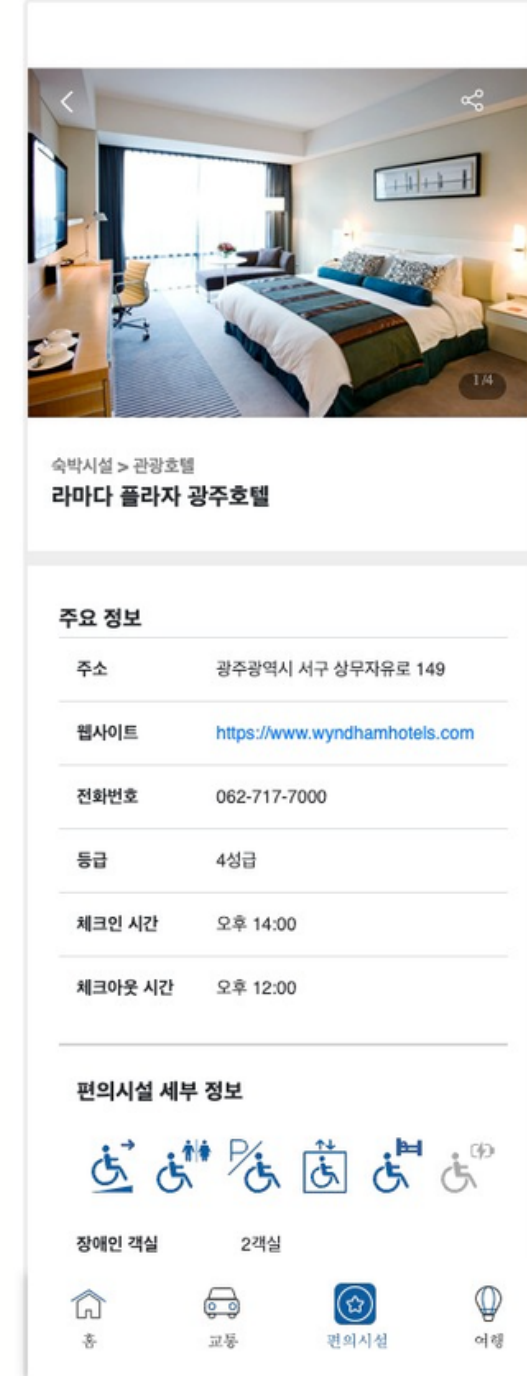 1/4
숙박시설 > 관광호텔
라마다 플라자 광주호텔
주요 정보
주소 광주광역시 서구 상무자유로 149
웹사이트 https://www.wyndhamhotels.com
전화번호 062-717-7000
등급 4성급
체크인 시간 오후 14:00
체크아웃 시간 오후 12:00
편의시설 세부 정보
P
장애인 객실 2객실
홈 교통 편의시설 여행